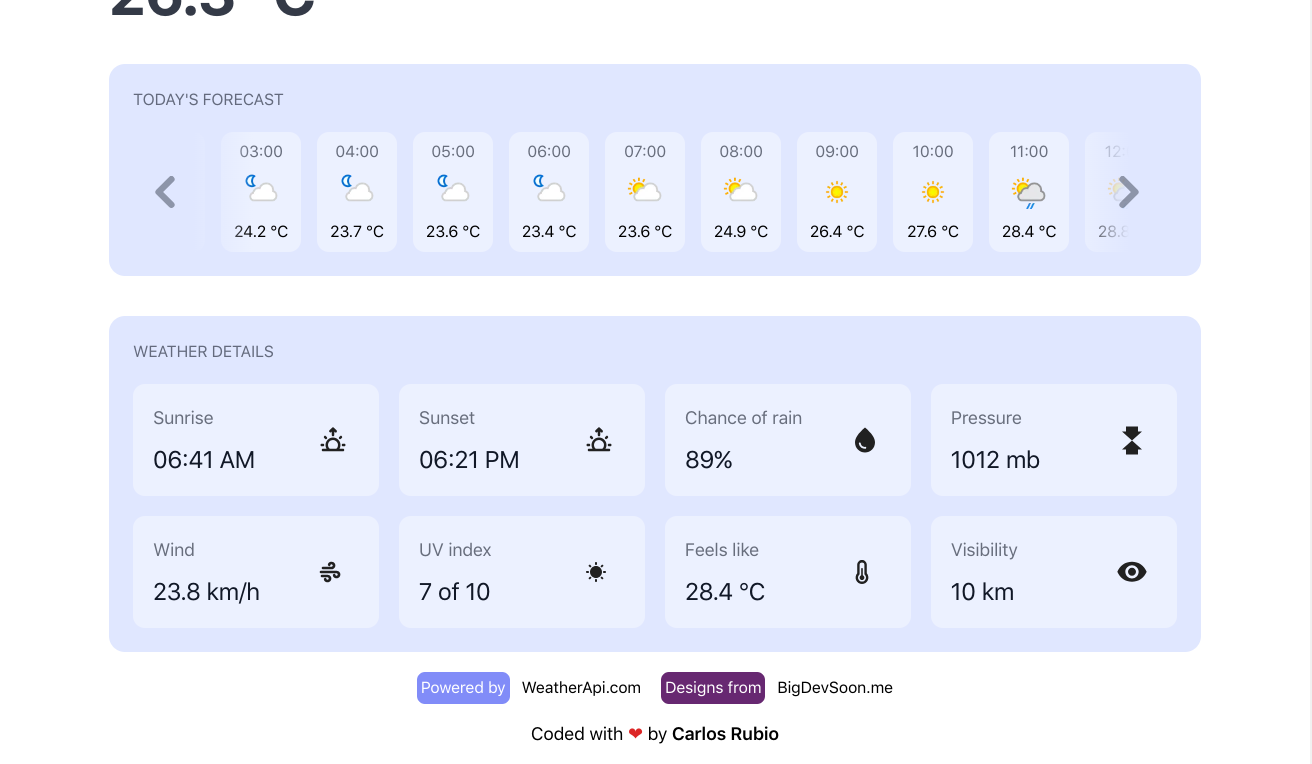 26.3 °C
TODAY'S FORECAST
03:00 04:00 05:00 06:00 07:00 08:00 09:00 10:00 11:00
24.2 °C 23.7 °C 23.6 °C 23.4 °C 23.6 °C 24.9 °C 26.4 °C 27.6 °C 28.4 °C 28.8
WEATHER DETAILS
Sunrise Sunset Chance of rain Pressure
06:41 AM 06:21 PM 89% 1012 mb
Wind UV index Feels like Visibility
23.8 km/h 7 of 10 28.4 °C 10 km
Powered by WeatherApi.com Designs from BigDevSoon.me
Coded with ❤ by Carlos Rubio